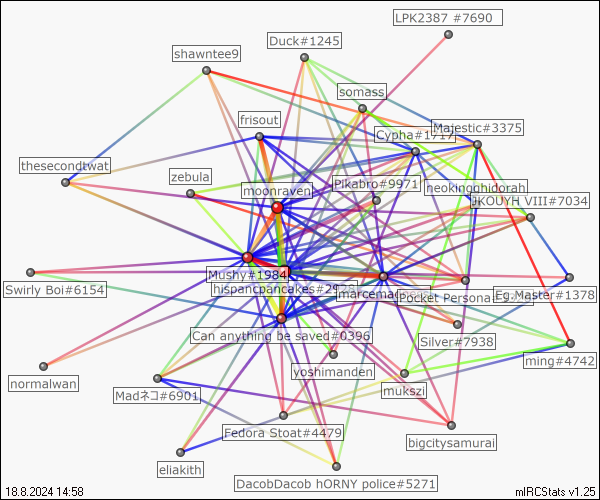 LPK2387 #7690
Duck#1245
shawntee9
somass
frisout
Majestic#3375
Cypha#1717
thesecondtwat
zebula
moonraven
Pikabro#9971
neokingghidorah
JKOUYH VIII#7034
Mushy#1984
Swirly Boi#6154
hispancpancakes#2
marcema
Pocket Persona
Eg.Master#1378
Can anything be saved#0396
Silver#7938
ming#4742
yoshimanden
normalwan
Madネコ#6901
mukszi
Fedora Stoat#4479
bigcitysamurai
eliakith
DacobDacob hORNY police#5271
18.8.2024 14:58
mIRCStats v1.25